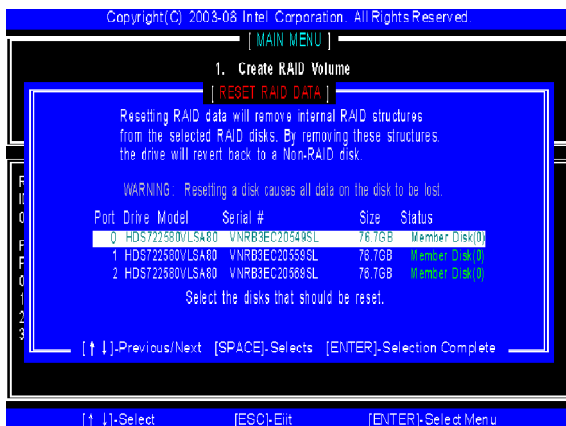 Copyright(C) 2003-08 Intel Corporation. All Rights Reserved.
[ MAIN MENU ]
1. Create RAID Volume
[ RESET RAID DATA ]
Resetting RAID data will remove internal RAID structures
from the selected RAID disks. By removing these structures,
the drive will revert back to a Non-RAID disk.
WARNING: Resetting a disk causes all data on the disk to be lost.
Port Drive Model Serial # Size Status
0 HDS722580VLSA80 VNRB3EC20549SL 76.7GB Member Disk(0)
1 HDS722580VLSA80 VNRB3EC20559SL 76.7GB Member Disk(0)
2 HDS722580VLSA80 VNRB3EC20589SL 76.7GB Member Disk(0)
Select the disks that should be reset.
[↑↓]-Previous/Next [SPACE]-Selects [ENTER]-Selection Complete
[↑↓]-Select [ESC]-Eiit [ENTER]-Select Menu